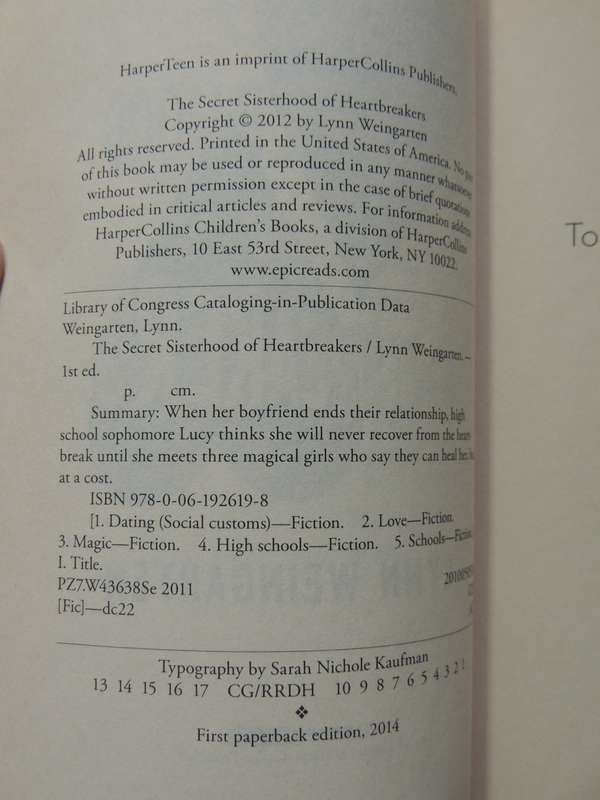 HarperTeen is an imprint of HarperCollins Publishers.
The Secret Sisterhood of Heartbreakers
Copyright © 2012 by Lynn Weingarten
All rights reserved. Printed in the United States of America. No part
of this book may be used or reproduced in any manner whatsoever
without written permission except in the case of brief quotations
embodied in critical articles and reviews. For information address
HarperCollins Children's Books, a division of HarperCollins
Publishers, 10 East 53rd Street, New York, NY 10022.
www.epicreads.com
Library of Congress Cataloging-in-Publication Data
Weingarten, Lynn.
The Secret Sisterhood of Heartbreakers / Lynn Weingarten. —
1st ed.
p. cm.
Summary: When her boyfriend ends their relationship, high
school sophomore Lucy thinks she will never recover from the heart-
break until she meets three magical girls who say they can heal her
at a cost.
ISBN 978-0-06-192619-8
[1. Dating (Social customs)—Fiction. 2. Love—Fiction.
3. Magic—Fiction. 4. High schools—Fiction. 5. Schools—Fiction.
I. Title.
PZ7.W43638Se 2011
[Fic]—dc22
Typography by Sarah Nichole Kaufman
13 14 15 16 17 CG/RRDH 10 9 8 7 6 5 4 3 2 1
❖
First paperback edition, 2014
To